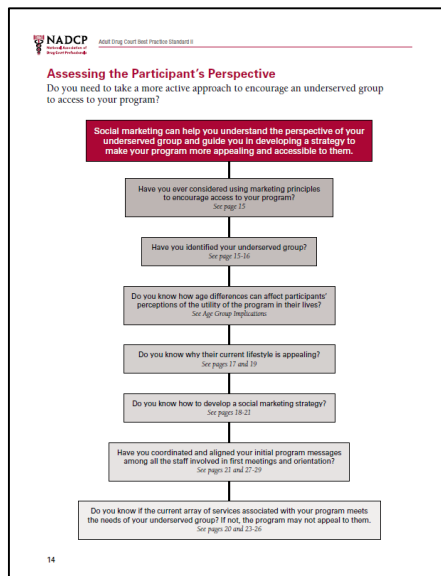 NADCP
National Association of
Drug Court Professionals
Adult Drug Court Best Practice Standard II
Assessing the Participant's Perspective
Do you need to take a more active approach to encourage an underserved group
to access to your program?
Social marketing can help you understand the perspective of your
underserved group and guide you in developing a strategy to
make your program more appealing and accessible to them.
Have you ever considered using marketing principles
to encourage access to your program?
See page 15
Have you identified your underserved group?
See page 15-16
Do you know how age differences can affect participants'
perceptions of the utility of the program in their lives?
See Age Group Implications
Do you know why their current lifestyle is appealing?
See pages 17 and 19
Do you know how to develop a social marketing strategy?
See pages 18-21
Have you coordinated and aligned your initial program messages
among all the staff involved in first meetings and orientation?
See pages 21 and 27-29
Do you know if the current array of services associated with your program meets
the needs of your underserved group? If not, the program may not appeal to them.
See pages 20 and 23-26
14